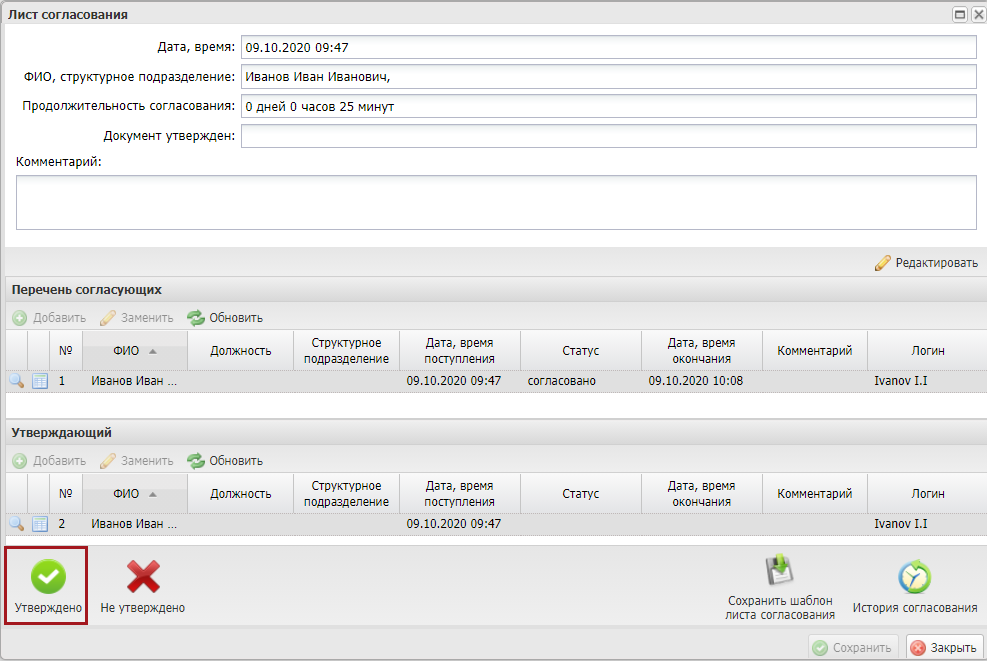 Лист согласования
Дата, время: 09.10.2020 09:47
ФИО, структурное подразделение: Иванов Иван Иванович,
Продолжительность согласования: 0 дней 0 часов 25 минут
Документ утвержден:
Комментарий:
Редактировать
Перечень согласующих
Добавить Заменить Обновить
№ ФИО Должность Структурное подразделение Дата, время поступления Статус Дата, время окончания Комментарий Логин
1 Иванов Иван ... 09.10.2020 09:47 согласовано 09.10.2020 10:08 Ivanov I.I
Утверждающий
Добавить Заменить Обновить
№ ФИО Должность Структурное подразделение Дата, время поступления Статус Дата, время окончания Комментарий Логин
2 Иванов Иван ... 09.10.2020 09:47 Ivanov I.I
Утверждено Не утверждено Сохранить шаблон листа согласования История согласования
Сохранить Закрыть